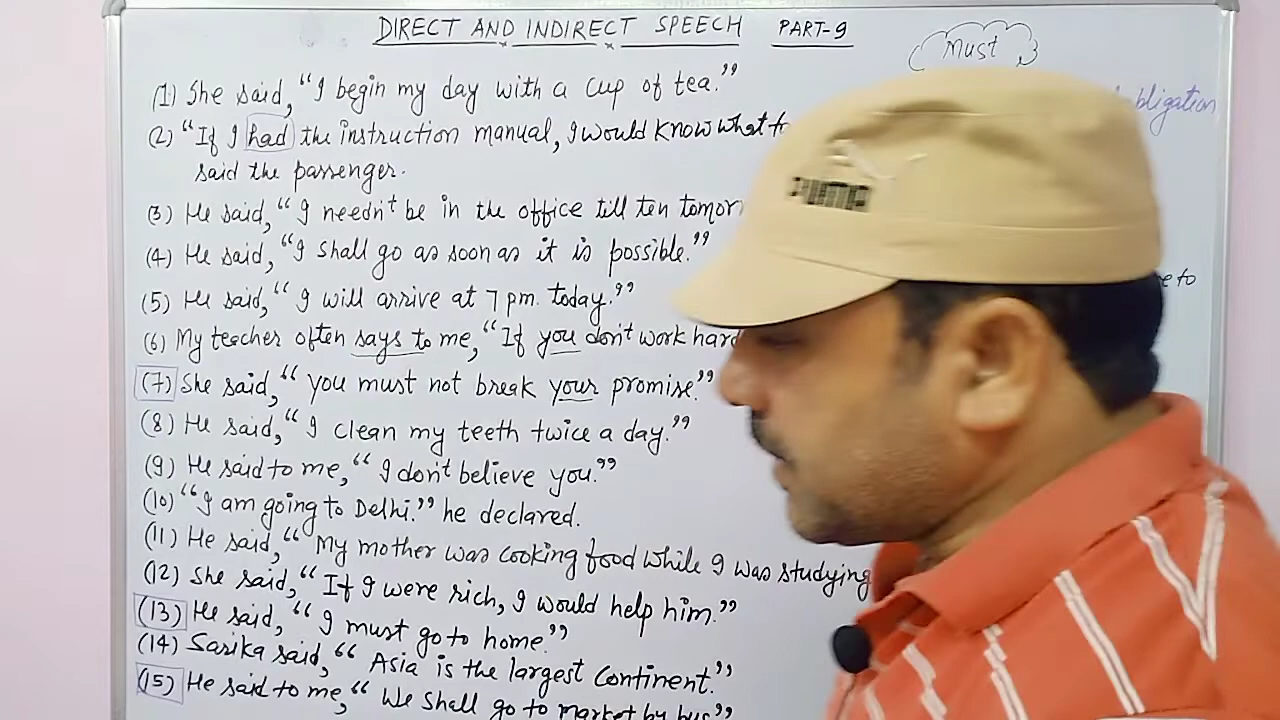 DIRECT AND INDIRECT SPEECH PART-9
Must
obligation
(1) She said, "I begin my day with a cup of tea."
(2) "If I had the instruction manual, I would know what
said the passenger.
(3) He said, "I needn't be in the office till ten
(4) He said, "I shall go as soon as it is possible."
(5) He said, "I will arrive at 7 pm. today."
to
(6) My teacher often says to me, "If you don't work hard
(7) She said, "you must not break your promise."
(8) He said, "I clean my teeth twice a day."
(9) He said to me, "I don't believe you."
(10) "I am going to Delhi." he declared.
(11) He said, "My mother was cooking food while I was studying
(12) She said, "If I were rich, I would help him."
(13) He said, "I must go to home."
(14) Sarika said, "Asia is the largest continent."
(15) He said to me, "We shall go to market by bus"
PUMA